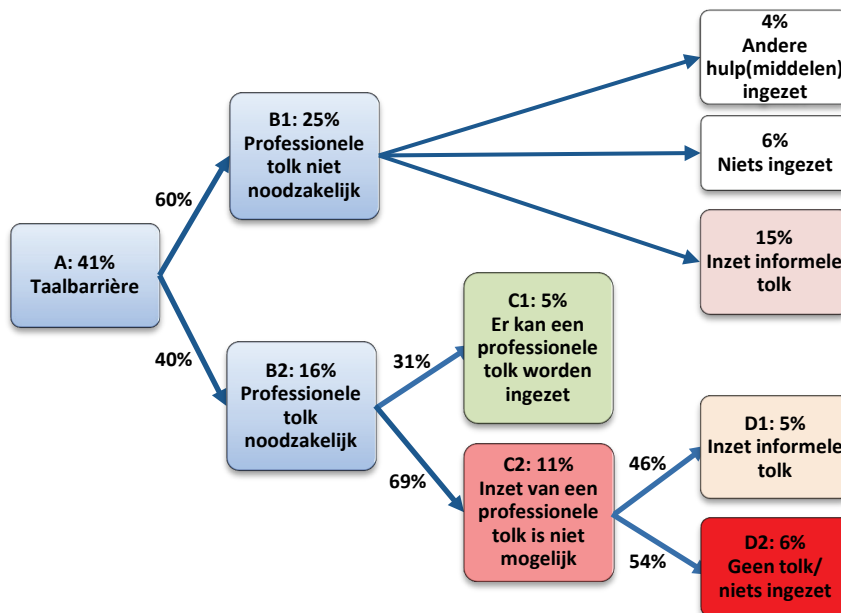 4%
Andere
hulp(middelen)
ingezet
B1: 25%
Professionele
tolk niet
noodzakelijk
6%
Niets ingezet
60%
15%
Inzet informele
tolk
A: 41%
Taalbarrière
C1: 5%
Er kan een
professionele
tolk worden
ingezet
40%
B2: 16%
Professionele
tolk
noodzakelijk
31%
D1: 5%
Inzet informele
tolk
C2: 11%
Inzet van een
professionele
tolk is niet
mogelijk
46%
69%
D2: 6%
Geen tolk/
niets ingezet
54%